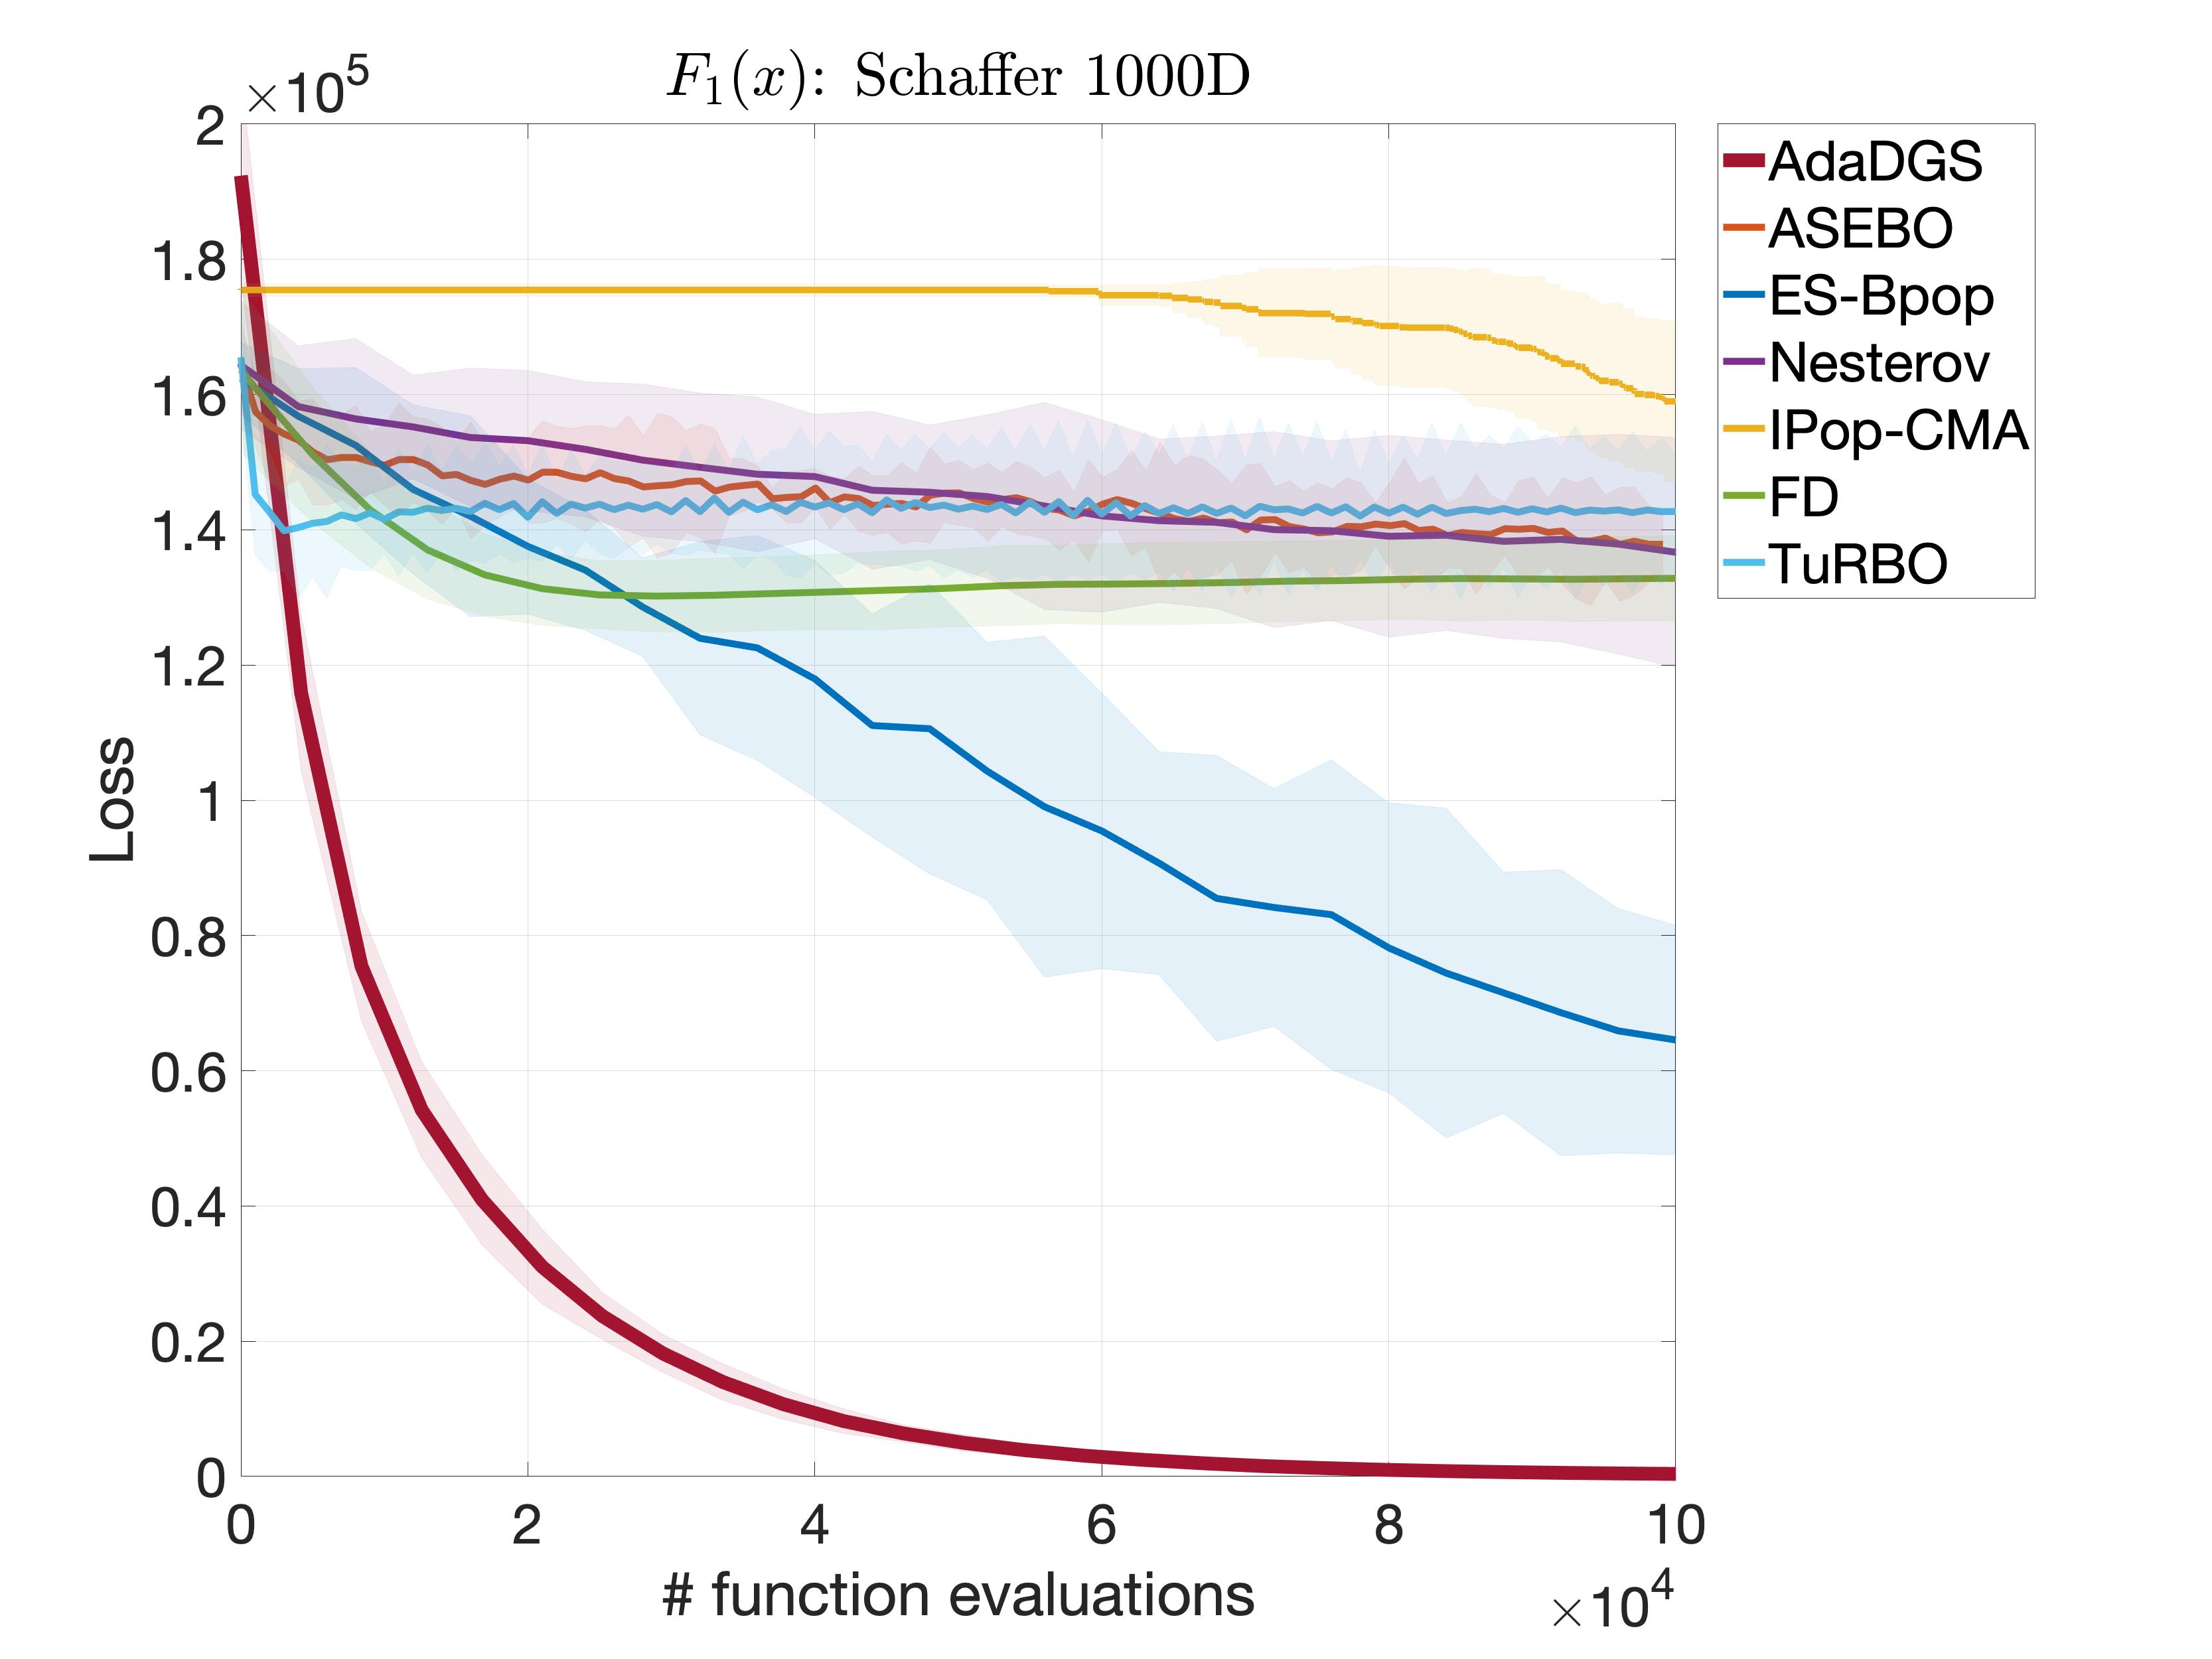 F₁(x): Schaffer 1000D
×10⁵
2
1.8
1.6
1.4
1.2
1
0.8
0.6
0.4
0.2
0
Loss
0 2 4 6 8 10
# function evaluations
×10⁴
AdaDGS
ASEBO
ES-Bpop
Nesterov
IPop-CMA
FD
TuRBO